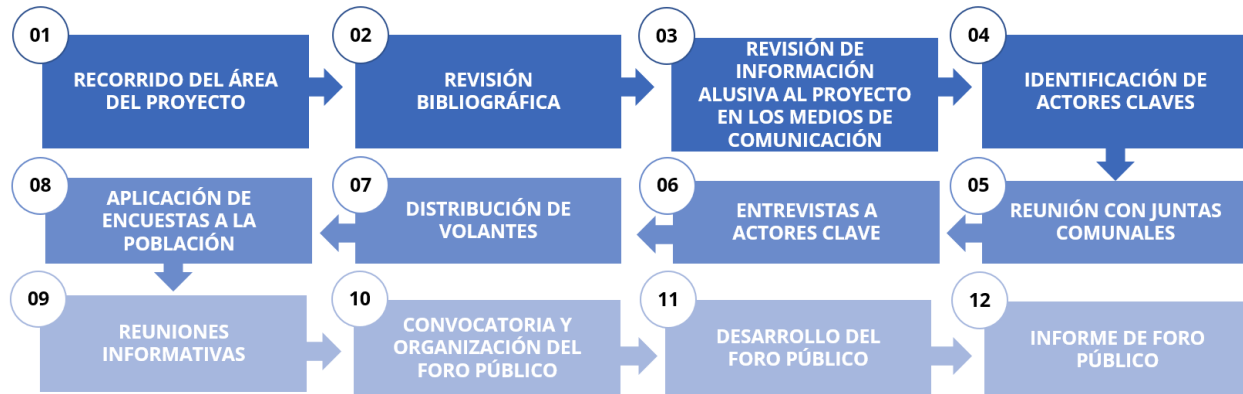 01
RECORRIDO DEL ÁREA
DEL PROYECTO
02
REVISIÓN
BIBLIOGRÁFICA
03
REVISIÓN DE
INFORMACIÓN
ALUSIVA AL PROYECTO
EN LOS MEDIOS DE
COMUNICACIÓN
04
IDENTIFICACIÓN DE
ACTORES CLAVES
05
REUNIÓN CON JUNTAS
COMUNALES
06
ENTREVISTAS A
ACTORES CLAVE
07
DISTRIBUCIÓN DE
VOLANTES
08
APLICACIÓN DE
ENCUESTAS A LA
POBLACIÓN
09
REUNIONES
INFORMATIVAS
10
CONVOCATORIA Y
ORGANIZACIÓN DEL
FORO PÚBLICO
11
DESARROLLO DEL
FORO PÚBLICO
12
INFORME DE FORO
PÚBLICO